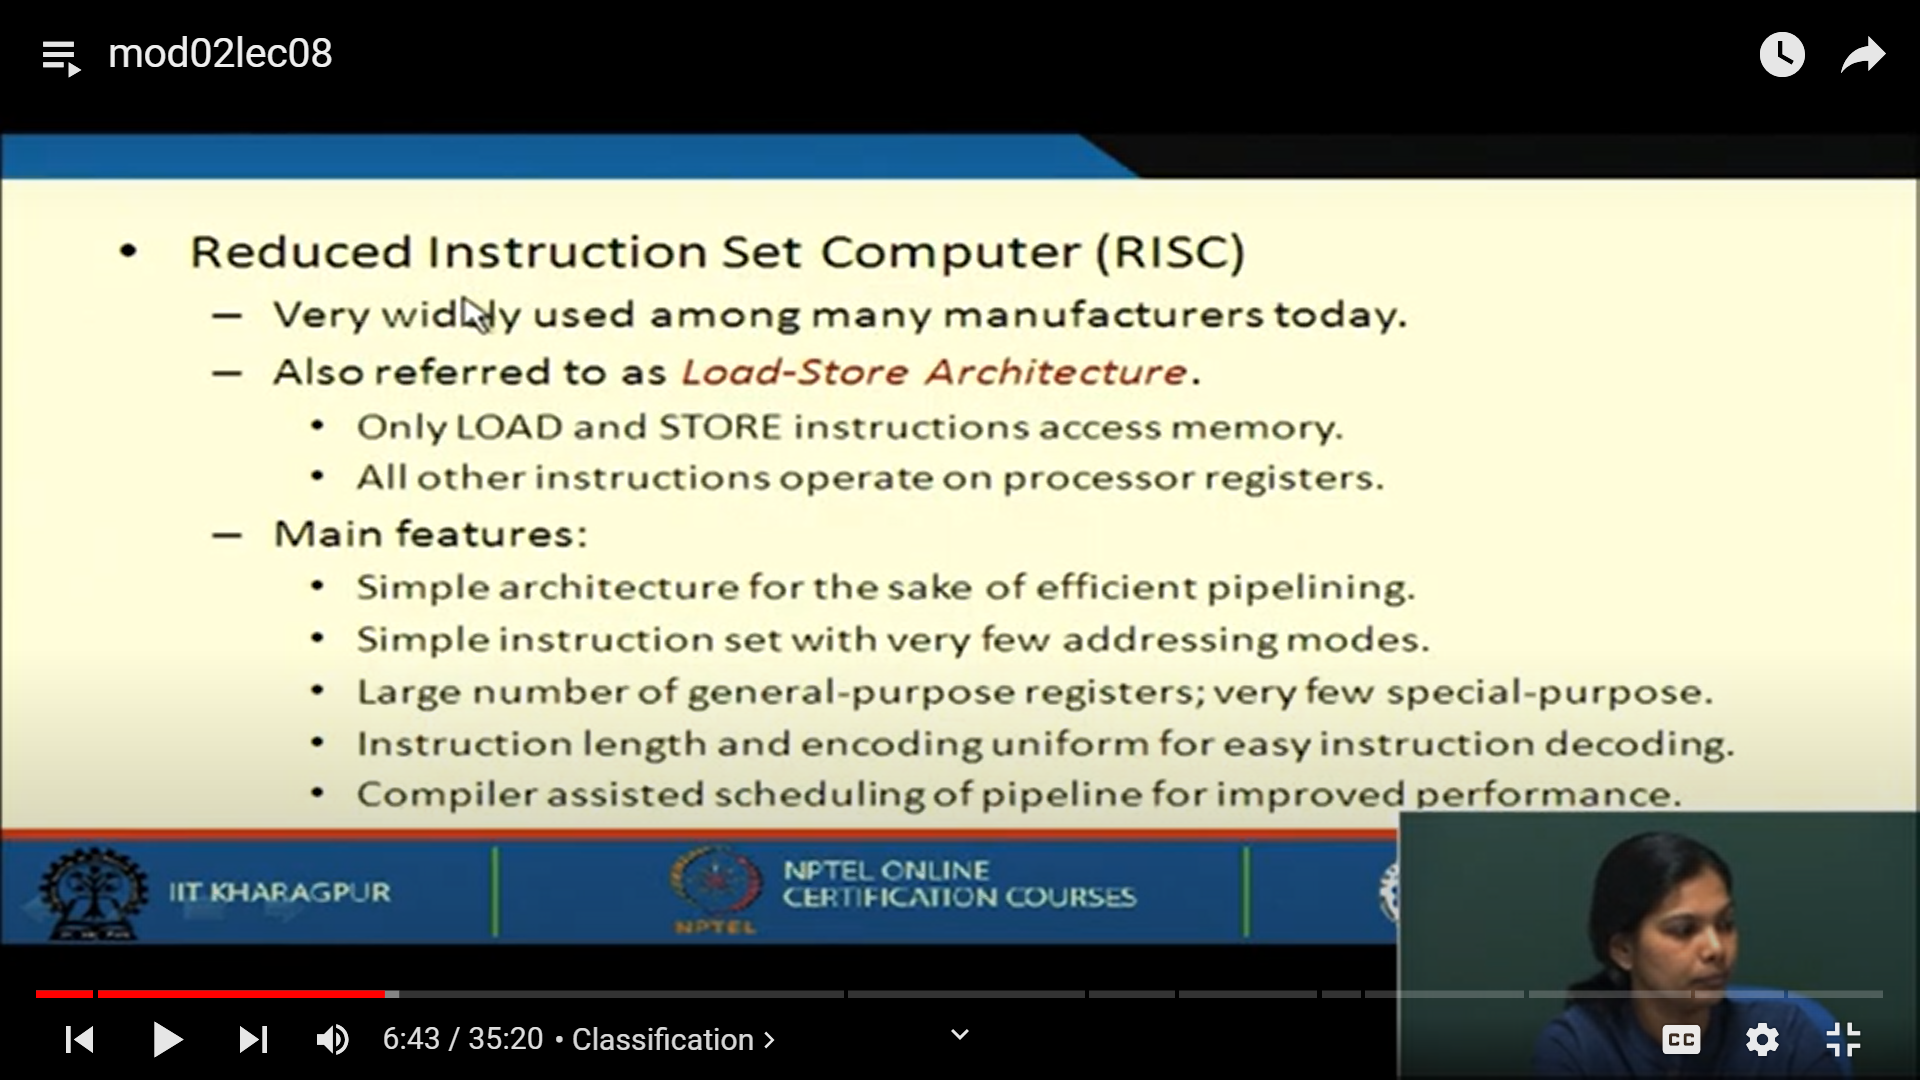 mod02lec08
• Reduced Instruction Set Computer (RISC)
– Very widely used among many manufacturers today.
– Also referred to as Load-Store Architecture.
• Only LOAD and STORE instructions access memory.
• All other instructions operate on processor registers.
– Main features:
• Simple architecture for the sake of efficient pipelining.
• Simple instruction set with very few addressing modes.
• Large number of general-purpose registers; very few special-purpose.
• Instruction length and encoding uniform for easy instruction decoding.
• Compiler assisted scheduling of pipeline for improved performance.
IIT KHARAGPUR
NPTEL ONLINE
CERTIFICATION COURSES
NPTEL
6:43 / 35:20 • Classification >
CC